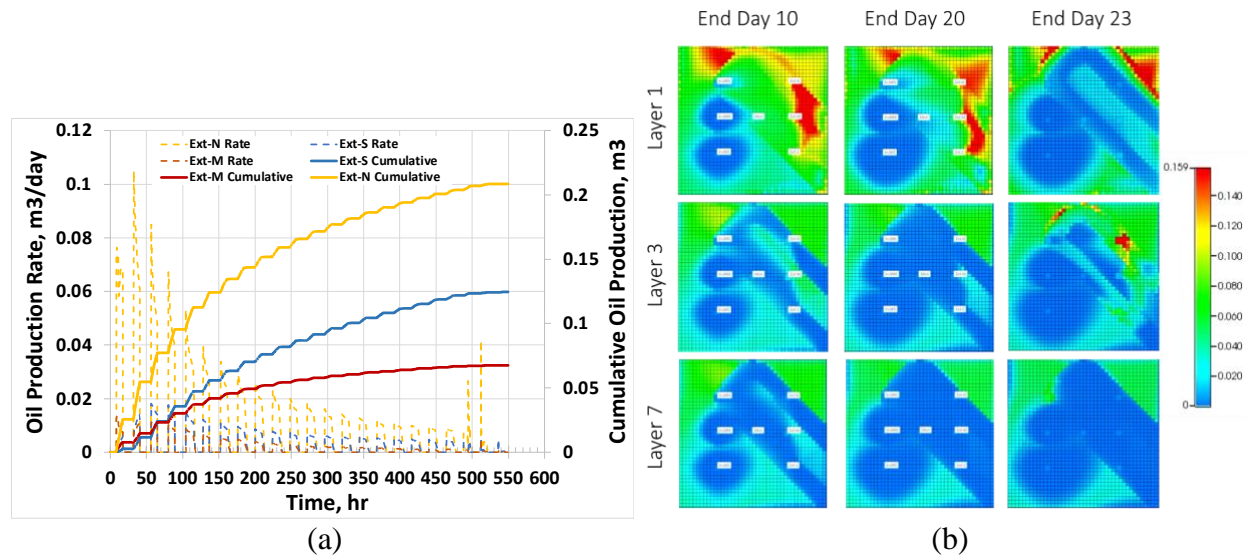 End Day 10
End Day 20
End Day 23
Layer 1
Layer 3
Layer 7
0.159
0.140
0.120
0.100
0.080
0.060
0.040
0.020
0
Oil Production Rate, m3/day
0.12
0.1
0.08
0.06
0.04
0.02
0
Ext-N Rate
Ext-S Rate
Ext-M Rate
Ext-S Cumulative
Ext-M Cumulative
Ext-N Cumulative
0.25
0.2
0.15
0.1
0.05
0
Cumulative Oil Production, m3
0 50 100 150 200 250 300 350 400 450 500 550 600
Time, hr
(a)
(b)